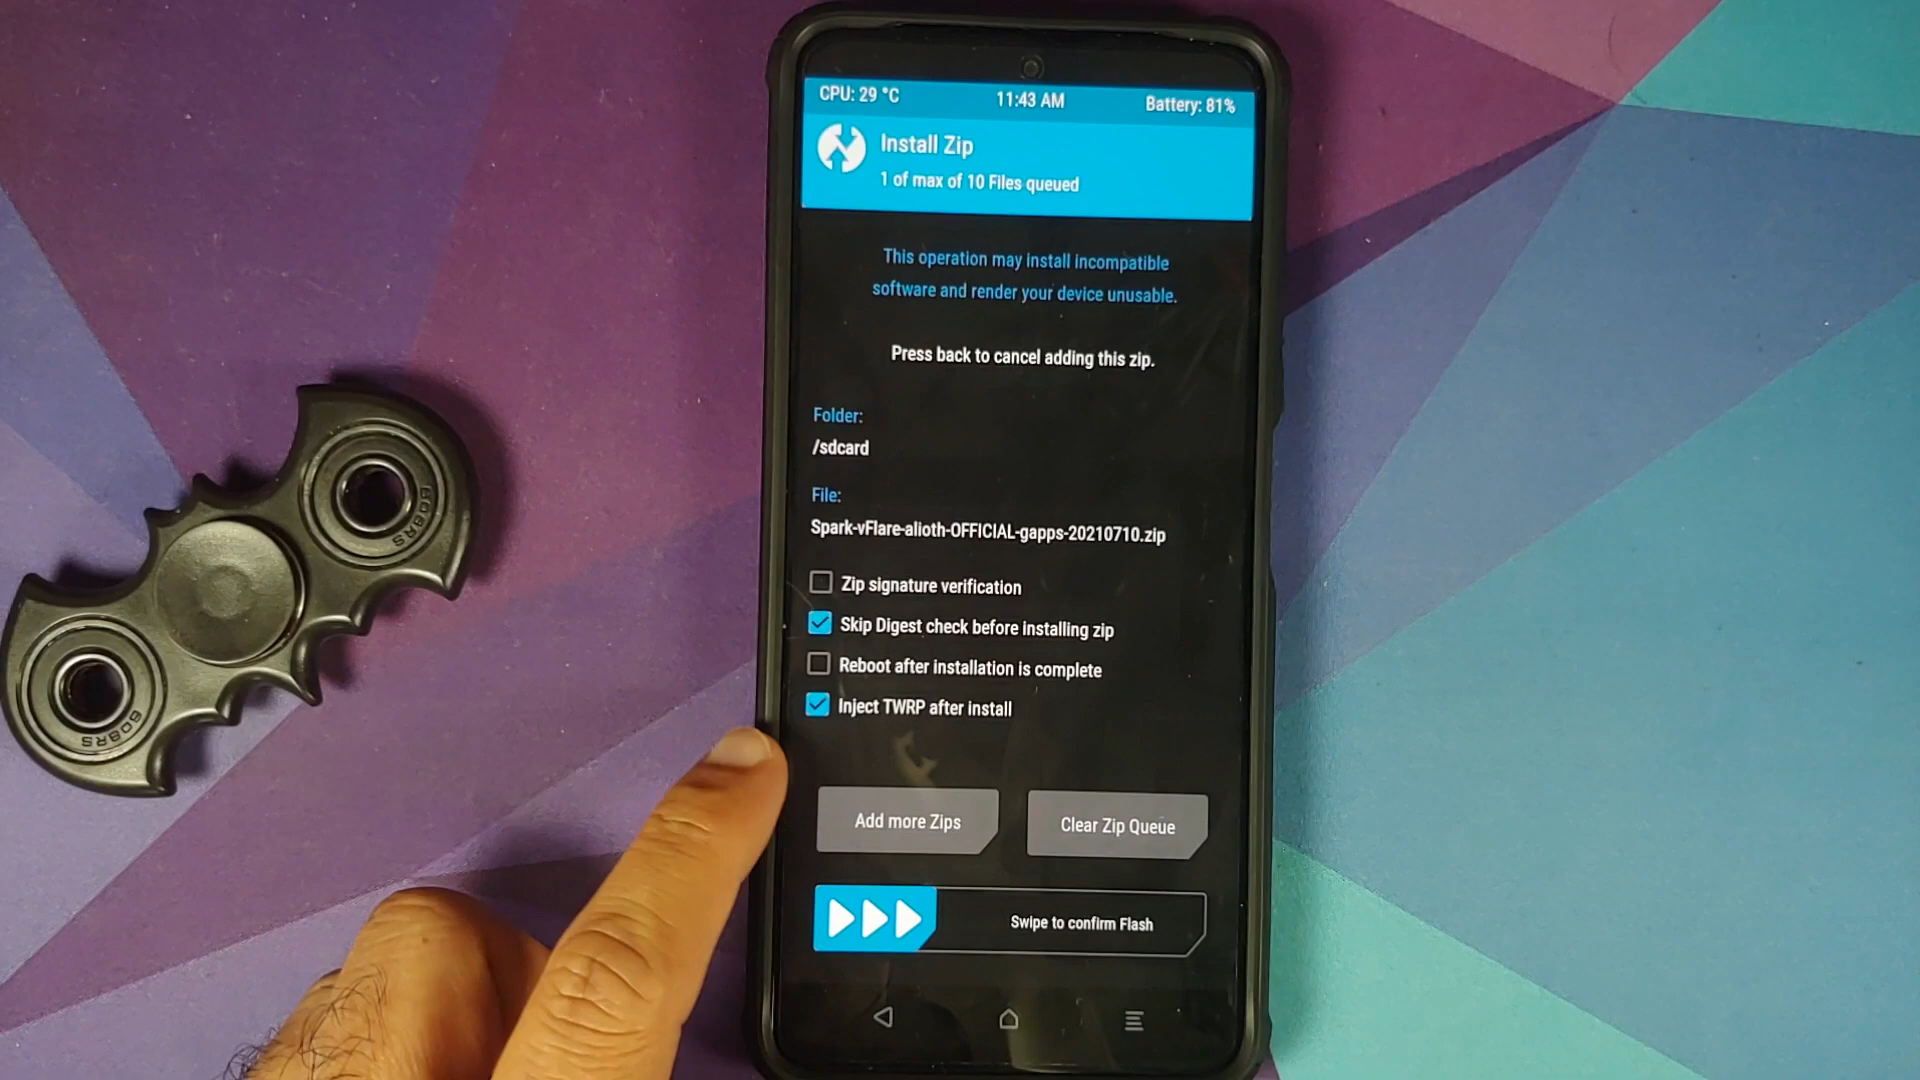 CPU: 29 °C
11:43 AM
Battery: 81%
Install Zip
1 of max of 10 Files queued
This operation may install incompatible
software and render your device unusable.
Press back to cancel adding this zip.
Folder:
/sdcard
File:
Spark-vFlare-alioth-OFFICIAL-gapps-20210710.zip
Zip signature verification
Skip Digest check before installing zip
Reboot after installation is complete
Inject TWRP after install
Add more Zips
Clear Zip Queue
Swipe to confirm Flash
608RS
608RS